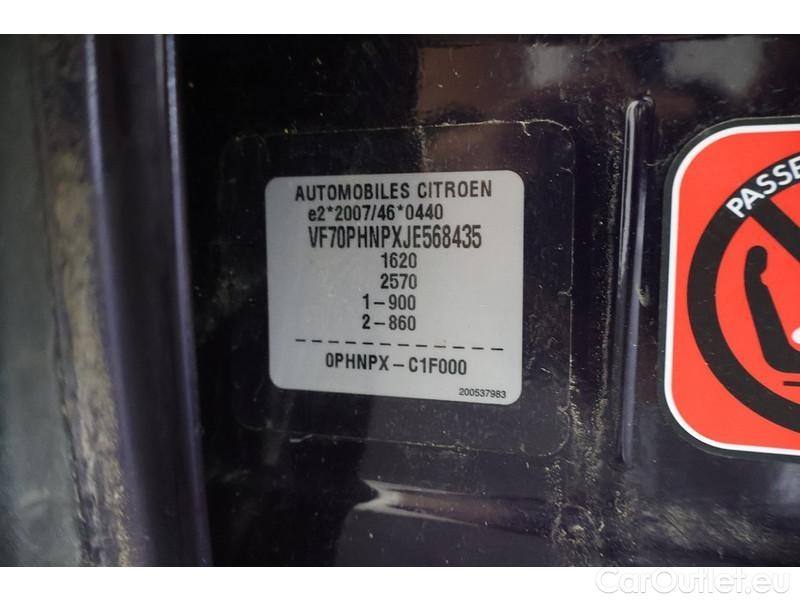 AUTOMOBILES CITROEN
e2*2007/46*0440
VF70PHNPXJE568435
1620
2570
1-900
2-860
0PHNPX-C1F000
200537983
PASSE
CarOutlet.eu